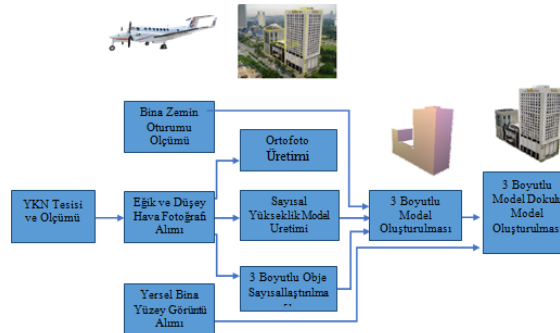 Bina Zemin
Oturumu
Ölçümü
Ortofoto
Üretimi
YKN Tesisi
ve Ölçümü
Eğik ve Düşey
Hava Fotoğrafı
Alımı
Sayısal
Yükseklik Model
Üretimi
3 Boyutlu
Model
Oluşturulması
3 Boyutlu
Model Dokulu
Model
Oluşturulması
3 Boyutlu Obje
Sayısallaştırılma
Yersel Bina
Yüzey Görüntü
Alımı